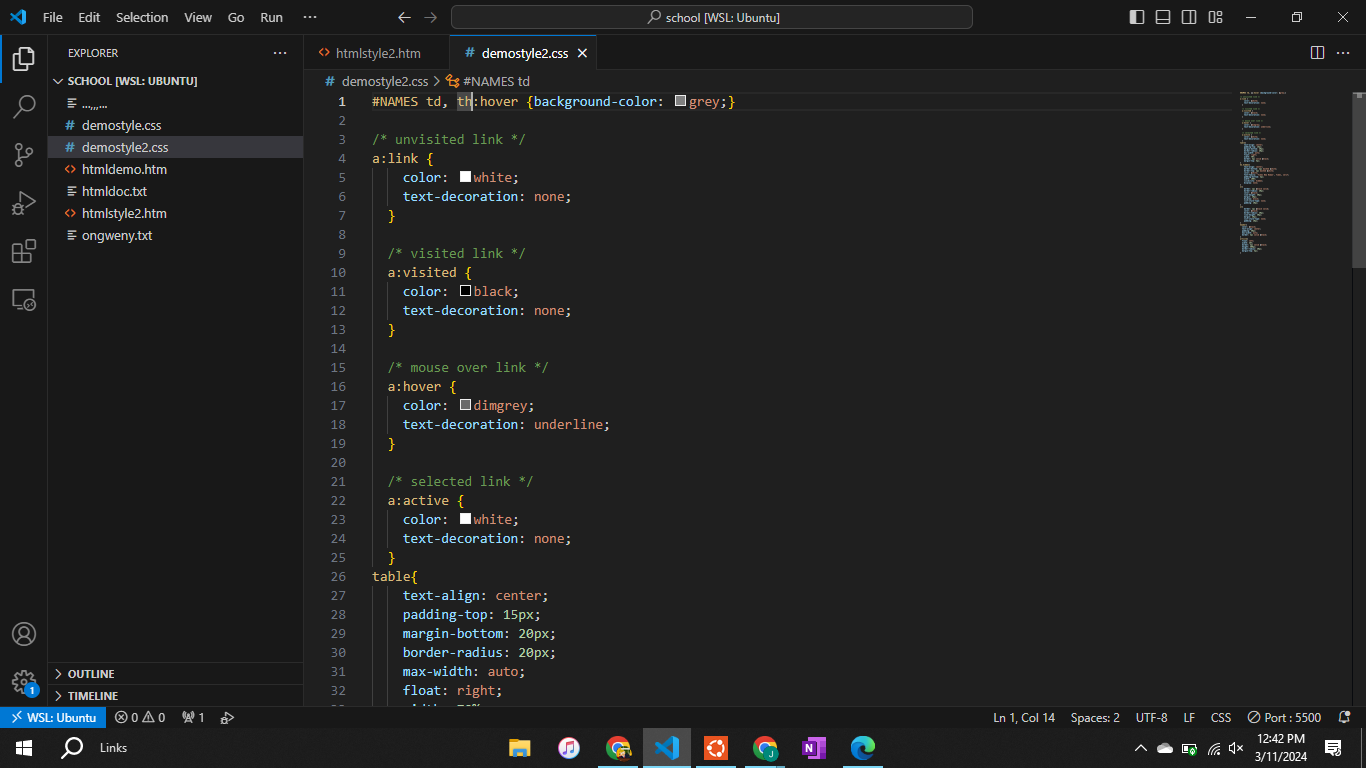 File Edit Selection View Go Run ···
school [WSL: Ubuntu]
EXPLORER ···
SCHOOL [WSL: UBUNTU]
...,,,...
demostyle.css
demostyle2.css
htmldemo.htm
htmldoc.txt
htmlstyle2.htm
ongweny.txt
OUTLINE
TIMELINE
htmlstyle2.htm
demostyle2.css
demostyle2.css > #NAMES td
1 #NAMES td, th:hover {background-color: grey;}
2
3 /* unvisited link */
4 a:link {
5 color: white;
6 text-decoration: none;
7 }
8
9 /* visited link */
10 a:visited {
11 color: black;
12 text-decoration: none;
13 }
14
15 /* mouse over link */
16 a:hover {
17 color: dimgrey;
18 text-decoration: underline;
19 }
20
21 /* selected link */
22 a:active {
23 color: white;
24 text-decoration: none;
25 }
26 table{
27 text-align: center;
28 padding-top: 15px;
29 margin-bottom: 20px;
30 border-radius: 20px;
31 max-width: auto;
32 float: right;
1
WSL: Ubuntu 0 0 1
Ln 1, Col 14 Spaces: 2 UTF-8 LF CSS Port : 5500
Links
12:42 PM
3/11/2024